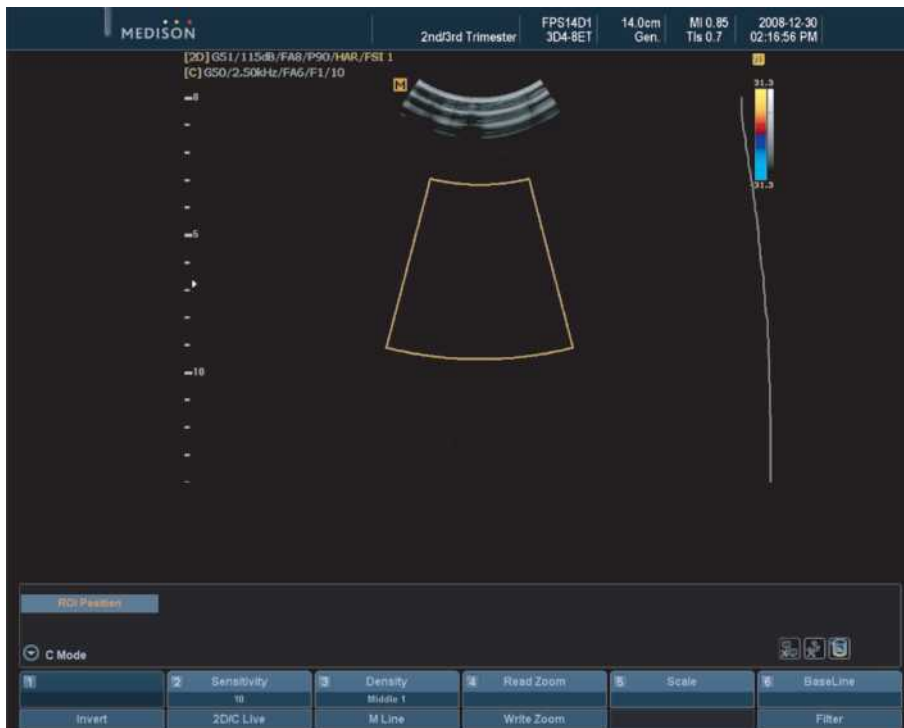 MEDISON
2nd/3rd Trimester
FPS14D1
3D4-8ET
14.0cm
Gen.
MI 0.85
TIs 0.7
2008-12-30
02:16:56 PM
[2D] G51/115dB/FA8/P90/HAR/FSI 1
[C] G50/2.50kHz/FA6/F1/10
M
31.3
-31.3
0
5
10
ROI Position
C Mode
1
2 Sensitivity
10
3 Density
Middle 1
4 Read Zoom
5 Scale
6 BaseLine
Invert
2D/C Live
M Line
Write Zoom
Filter